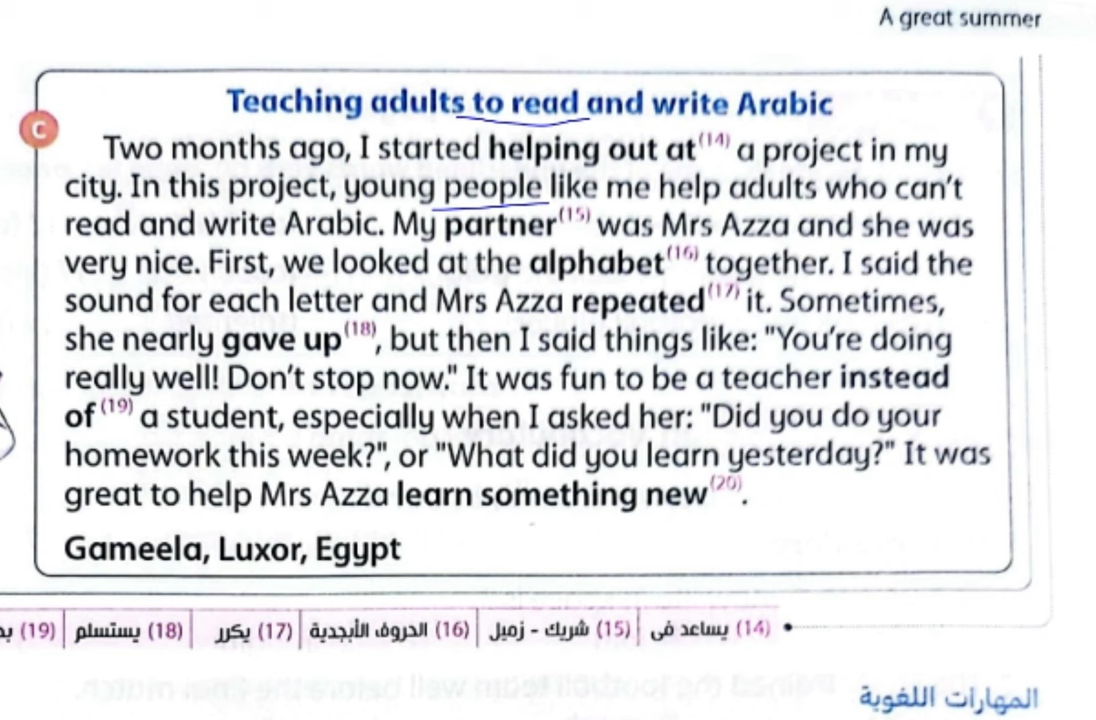 A great summer
C
Teaching adults to read and write Arabic
Two months ago, I started helping out at(14) a project in my
city. In this project, young people like me help adults who can't
read and write Arabic. My partner(15) was Mrs Azza and she was
very nice. First, we looked at the alphabet(16) together. I said the
sound for each letter and Mrs Azza repeated(17) it. Sometimes,
she nearly gave up(18), but then I said things like: "You're doing
really well! Don't stop now." It was fun to be a teacher instead
of (19) a student, especially when I asked her: "Did you do your
homework this week?", or "What did you learn yesterday?" It was
great to help Mrs Azza learn something new(20).
Gameela, Luxor, Egypt
(14) يساعد فى (15) شريك - زميل (16) الحروف الأبجدية (17) يكرر (18) يستسلم (19)
المهارات اللغوية